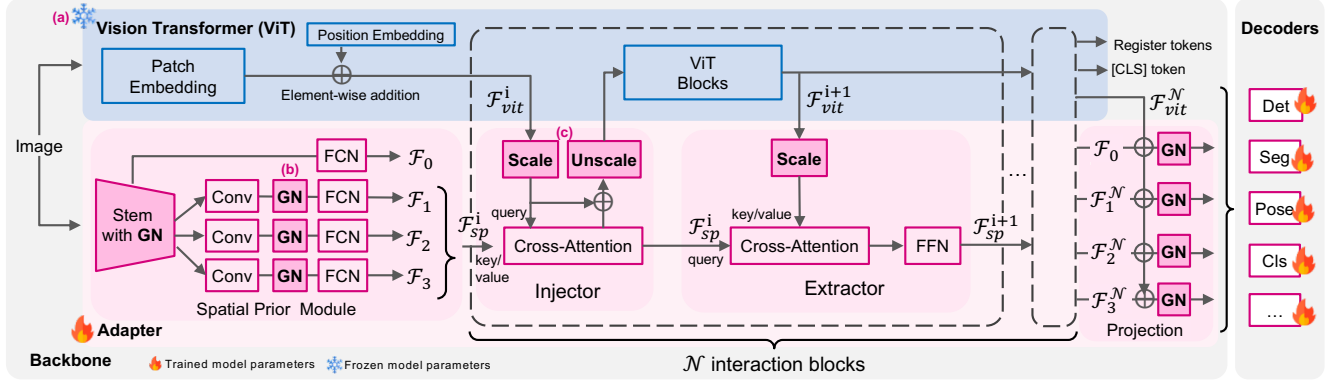 (a)
Vision Transformer (ViT)
Position Embedding
Patch
Embedding
Element-wise addition
ℱ_vit^i
ViT
Blocks
ℱ_vit^{i+1}
Register tokens
[CLS] token
ℱ_vit^𝒩
Decoders
Image
Stem
with GN
FCN
ℱ_0
(b)
Conv
GN
FCN
ℱ_1
Conv
GN
FCN
ℱ_2
Conv
GN
FCN
ℱ_3
Spatial Prior Module
ℱ_sp^i
key/
value
(c)
Scale
Unscale
query
Cross-Attention
Injector
ℱ_sp^i
query
Scale
key/value
Cross-Attention
FFN
Extractor
ℱ_sp^{i+1}
...
ℱ_0
GN
ℱ_1^𝒩
GN
ℱ_2^𝒩
GN
ℱ_3^𝒩
GN
Projection
Det
Seg
Pose
Cls
...
Adapter
Backbone
Trained model parameters
Frozen model parameters
𝒩 interaction blocks